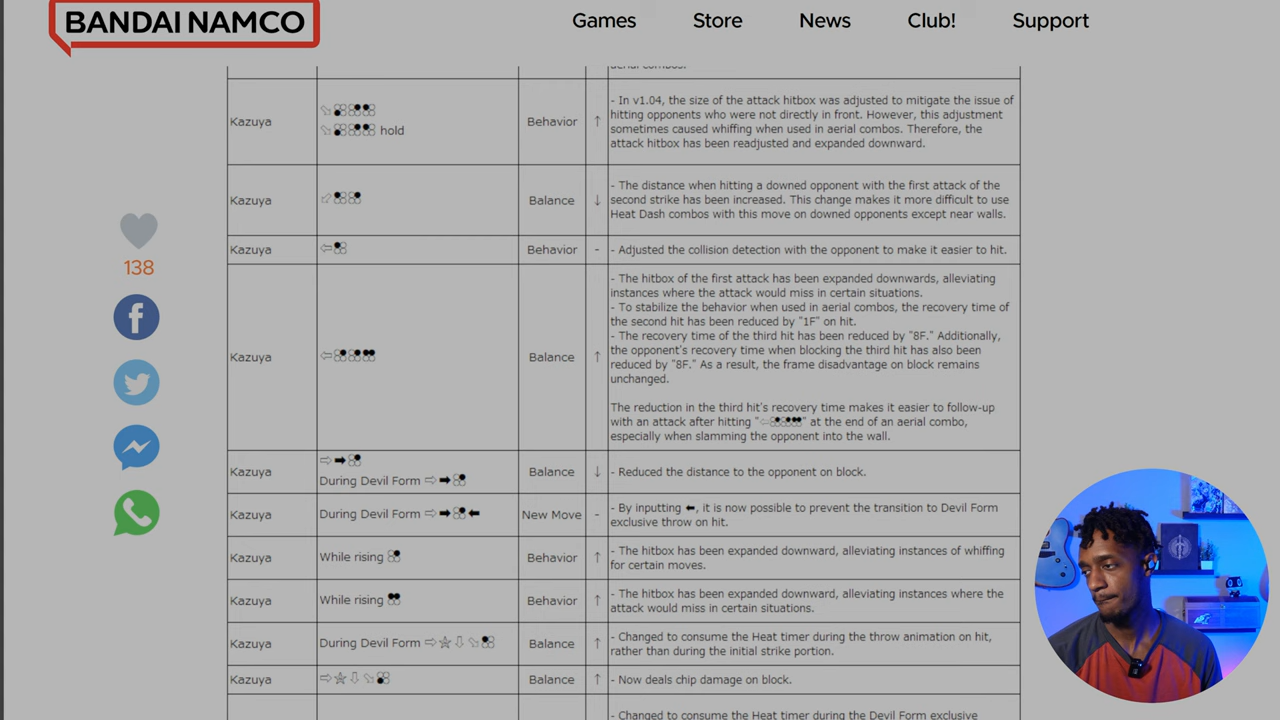 BANDAI NAMCO
Games
Store
News
Club!
Support
aerial combos.
Kazuya
hold
Behavior
- In v1.04, the size of the attack hitbox was adjusted to mitigate the issue of
hitting opponents who were not directly in front. However, this adjustment
sometimes caused whiffing when used in aerial combos. Therefore, the
attack hitbox has been readjusted and expanded downward.
Kazuya
Balance
- The distance when hitting a downed opponent with the first attack of the
second strike has been increased. This change makes it more difficult to use
Heat Dash combos with this move on downed opponents except near walls.
Kazuya
Behavior
-
- Adjusted the collision detection with the opponent to make it easier to hit.
Kazuya
Balance
- The hitbox of the first attack has been expanded downwards, alleviating
instances where the attack would miss in certain situations.
- To stabilize the behavior when used in aerial combos, the recovery time of
the second hit has been reduced by "1F" on hit.
- The recovery time of the third hit has been reduced by "8F." Additionally,
the opponent's recovery time when blocking the third hit has also been
reduced by "8F." As a result, the frame disadvantage on block remains
unchanged.
The reduction in the third hit's recovery time makes it easier to follow-up
with an attack after hitting "⇦" at the end of an aerial combo,
especially when slamming the opponent into the wall.
Kazuya
During Devil Form
Balance
- Reduced the distance to the opponent on block.
Kazuya
During Devil Form
New Move
-
- By inputting ⬅, it is now possible to prevent the transition to Devil Form
exclusive throw on hit.
Kazuya
While rising
Behavior
- The hitbox has been expanded downward, alleviating instances of whiffing
for certain moves.
Kazuya
While rising
Behavior
- The hitbox has been expanded downward, alleviating instances where the
attack would miss in certain situations.
Kazuya
During Devil Form
Balance
- Changed to consume the Heat timer during the throw animation on hit,
rather than during the initial strike portion.
Kazuya
Balance
- Now deals chip damage on block.
- Changed to consume the Heat timer during the Devil Form exclusive
138